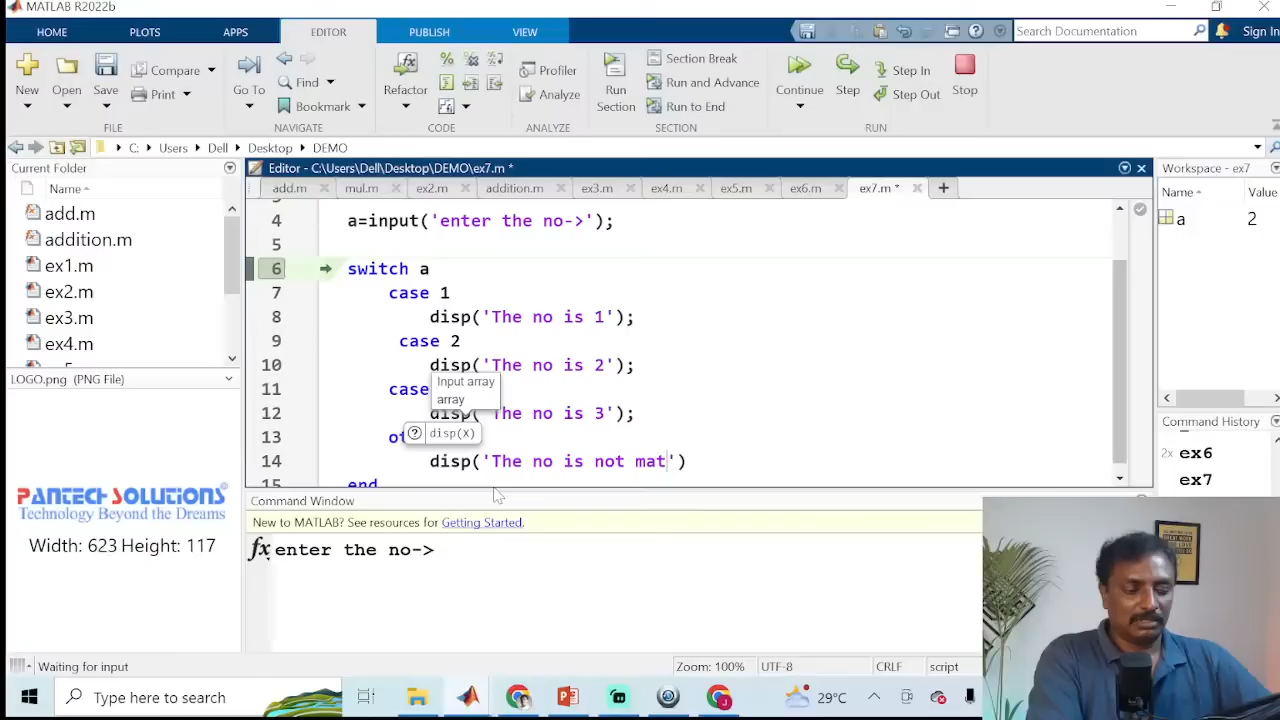 MATLAB R2022b
HOME PLOTS APPS EDITOR PUBLISH VIEW Search Documentation Sign In
New Open Save Compare Print Go To Find Bookmark Refactor Profiler Analyze Run Section Section Break Run and Advance Run to End Continue Step Step In Step Out Stop
FILE NAVIGATE CODE ANALYZE SECTION RUN
C: Users Dell Desktop DEMO
Current Folder
Name
add.m
addition.m
ex1.m
ex2.m
ex3.m
ex4.m
LOGO.png (PNG File)
PANTECH SOLUTIONS
Technology Beyond the Dreams
Width: 623 Height: 117
Editor - C:\Users\Dell\Desktop\DEMO\ex7.m *
add.m mul.m ex2.m addition.m ex3.m ex4.m ex5.m ex6.m ex7.m *
4 a=input('enter the no->');
5
6 switch a
7 case 1
8 disp('The no is 1');
9 case 2
10 disp('The no is 2');
11 case
Input array
array
12 disp('The no is 3');
13
disp(X)
14 disp('The no is not mat')
15 end
Command Window
New to MATLAB? See resources for Getting Started.
fx enter the no->
Workspace - ex7
Name Value
a 2
Command History
2x ex6
ex7
Waiting for input Zoom: 100% UTF-8 CRLF script
Type here to search 29°C